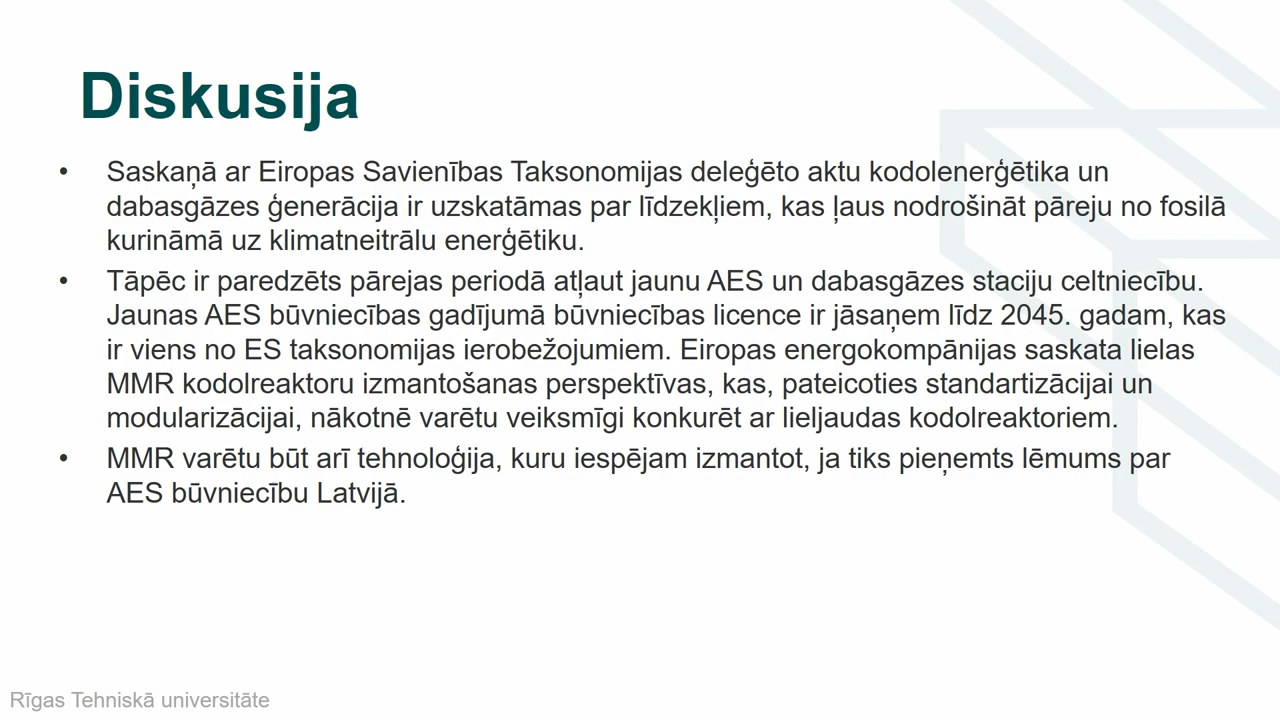 Diskusija
• Saskaņā ar Eiropas Savienības Taksonomijas deleģēto aktu kodolenerģētika un
dabasgāzes ģenerācija ir uzskatāmas par līdzekļiem, kas ļaus nodrošināt pāreju no fosilā
kurināmā uz klimatneitrālu enerģētiku.
• Tāpēc ir paredzēts pārejas periodā atļaut jaunu AES un dabasgāzes staciju celtniecību.
Jaunas AES būvniecības gadījumā būvniecības licence ir jāsaņem līdz 2045. gadam, kas
ir viens no ES taksonomijas ierobežojumiem. Eiropas energokompānijas saskata lielas
MMR kodolreaktoru izmantošanas perspektīvas, kas, pateicoties standartizācijai un
modularizācijai, nākotnē varētu veiksmīgi konkurēt ar lieljaudas kodolreaktoriem.
• MMR varētu būt arī tehnoloģija, kuru iespējam izmantot, ja tiks pieņemts lēmums par
AES būvniecību Latvijā.
Rīgas Tehniskā universitāte